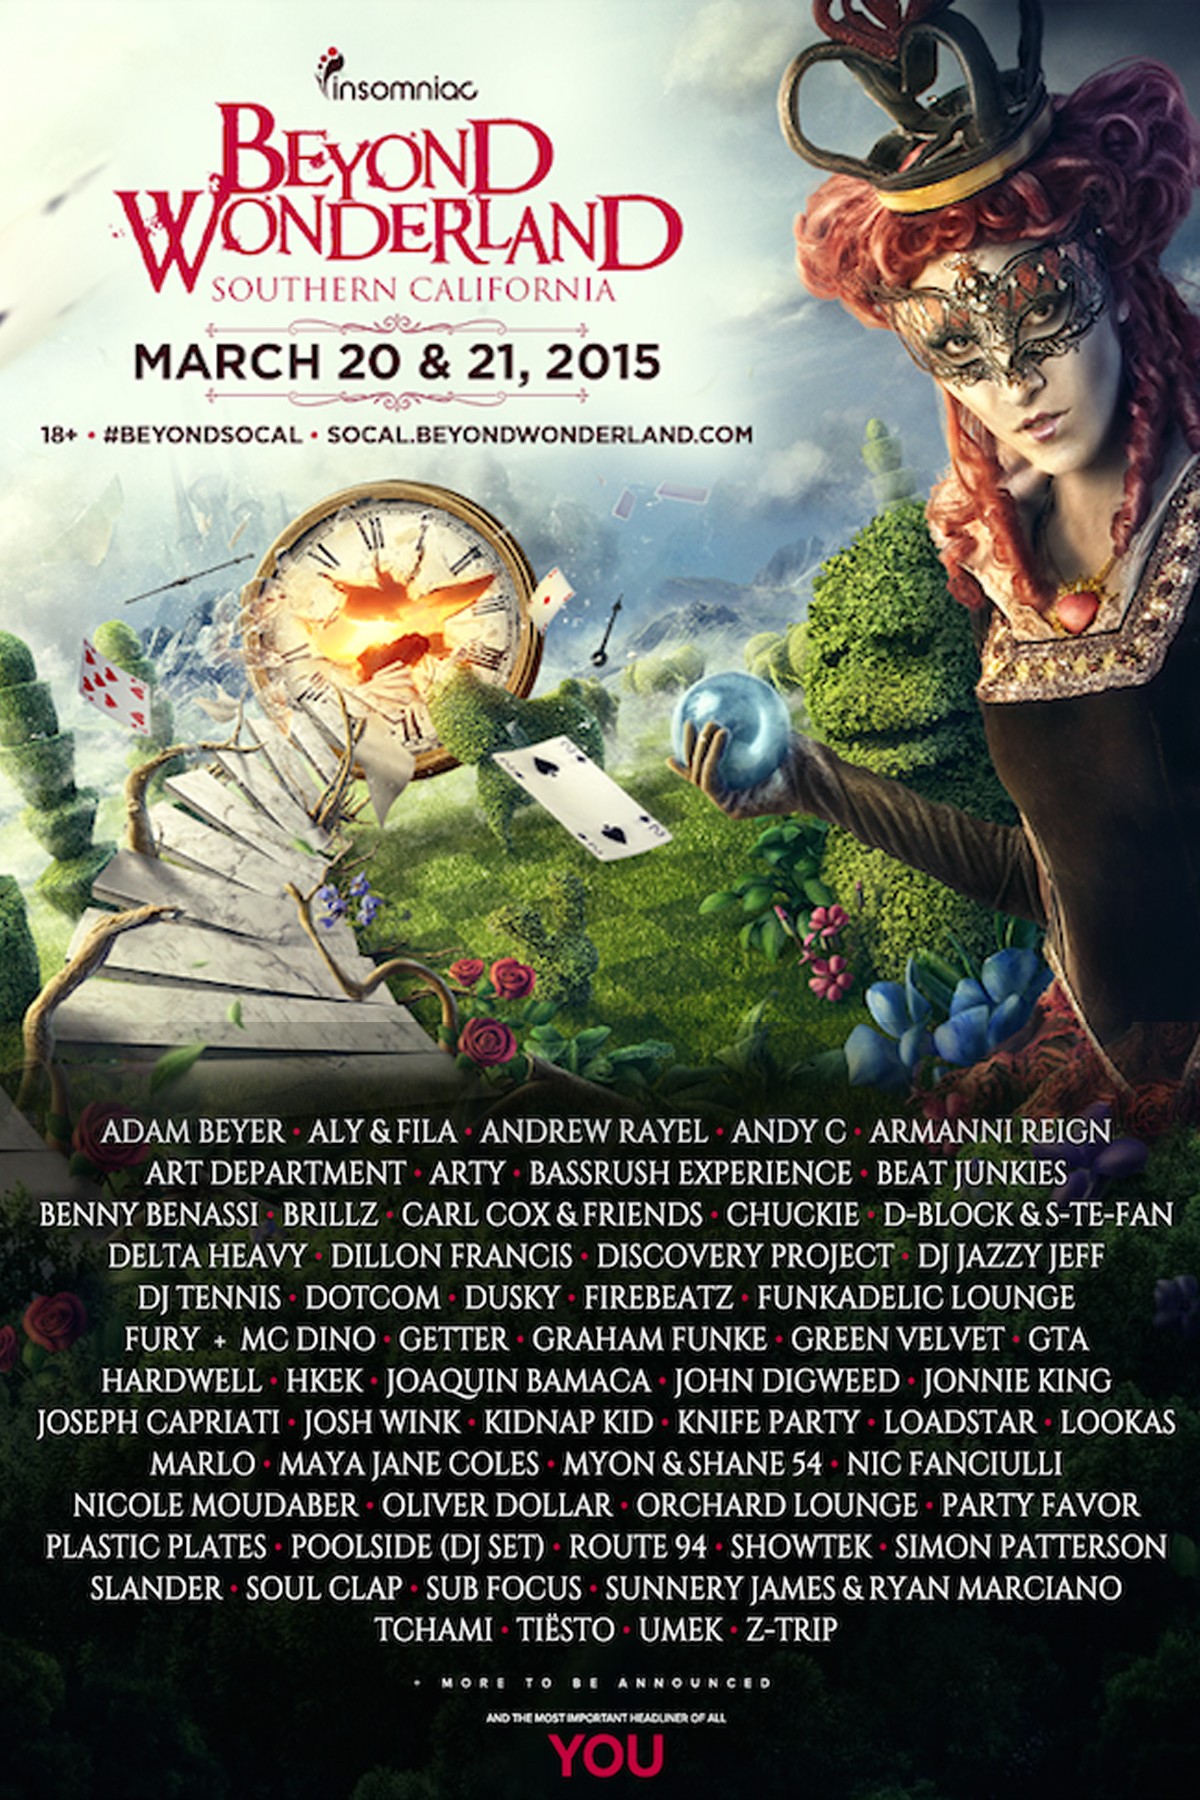 insomniac
BEYOND
WONDERLAND
SOUTHERN CALIFORNIA
MARCH 20 & 21, 2015
18+ • #BEYONDSOCAL • SOCAL.BEYONDWONDERLAND.COM
ADAM BEYER • ALY & FILA • ANDREW RAYEL • ANDY C • ARMANNI REIGN
ART DEPARTMENT • ARTY • BASSRUSH EXPERIENCE • BEAT JUNKIES
BENNY BENASSI • BRILLZ • CARL COX & FRIENDS • CHUCKIE • D-BLOCK & S-TE-FAN
DELTA HEAVY • DILLON FRANCIS • DISCOVERY PROJECT • DJ JAZZY JEFF
DJ TENNIS • DOTCOM • DUSKY • FIREBEATZ • FUNKADELIC LOUNGE
FURY + MC DINO • GETTER • GRAHAM FUNKE • GREEN VELVET • GTA
HARDWELL • HKEK • JOAQUIN BAMACA • JOHN DIGWEED • JONNIE KING
JOSEPH CAPRIATI • JOSH WINK • KIDNAP KID • KNIFE PARTY • LOADSTAR • LOOKAS
MARLO • MAYA JANE COLES • MYON & SHANE 54 • NIC FANCIULLI
NICOLE MOUDABER • OLIVER DOLLAR • ORCHARD LOUNGE • PARTY FAVOR
PLASTIC PLATES • POOLSIDE (DJ SET) • ROUTE 94 • SHOWTEK • SIMON PATTERSON
SLANDER • SOUL CLAP • SUB FOCUS • SUNNERY JAMES & RYAN MARCIANO
TCHAMI • TIËSTO • UMEK • Z-TRIP
+ MORE TO BE ANNOUNCED
AND THE MOST IMPORTANT HEADLINER OF ALL
YOU